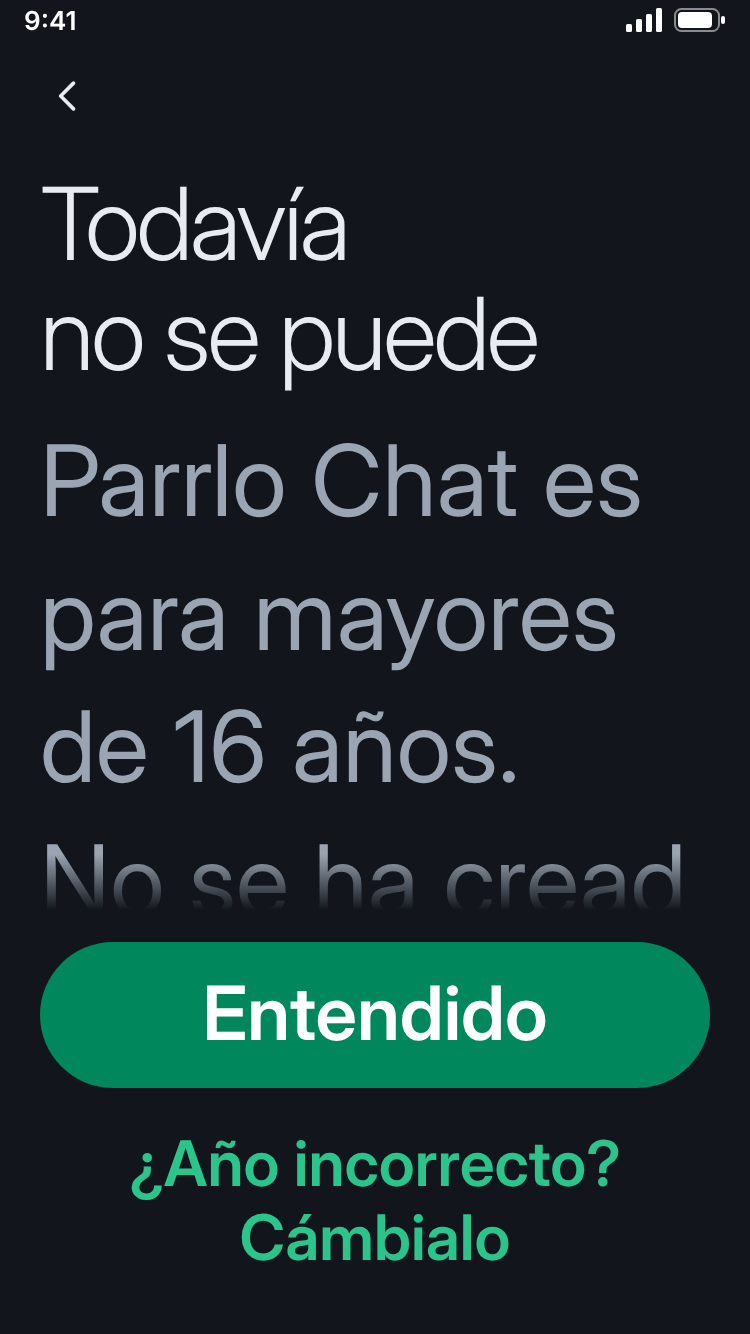 9:41
Todavía
no se puede
Parrlo Chat es
para mayores
de 16 años.
No se ha cread
Entendido
¿Año incorrecto?
Cámbialo